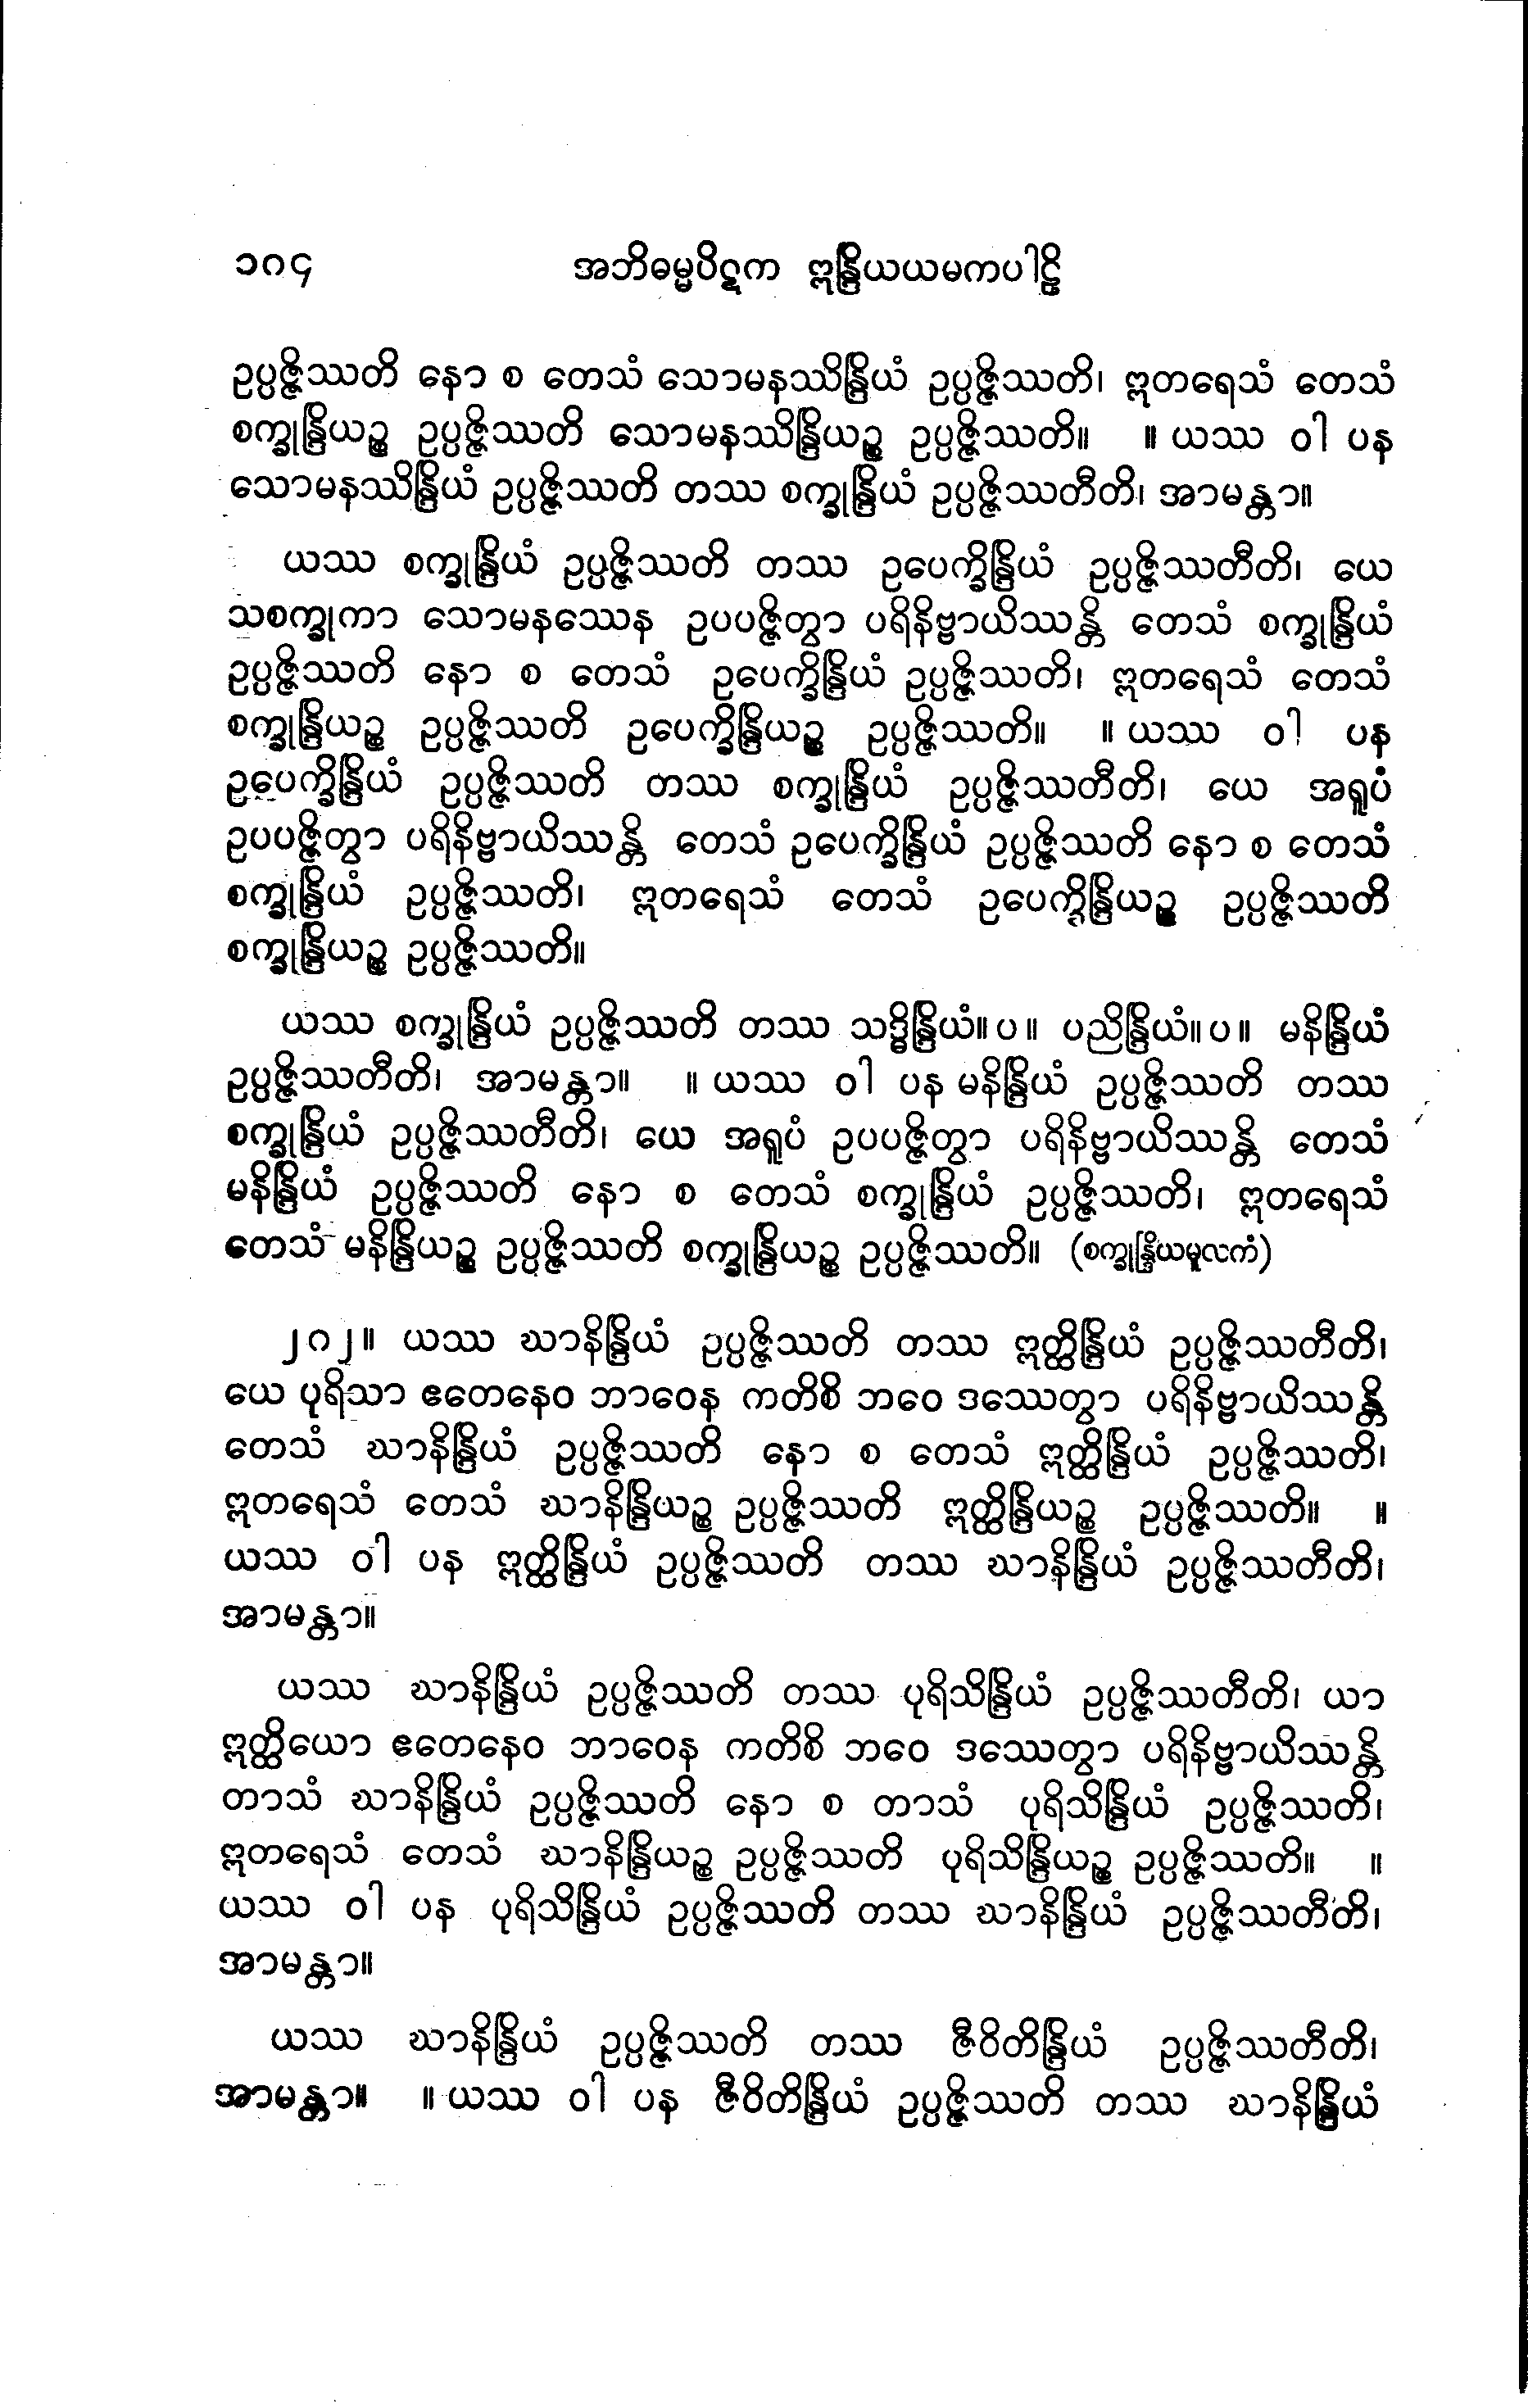 ၁၀၄ အဘိဓမ္မပိဋက ဣန္ဒြိယယမကပါဠိ
ဥပ္ပဇ္ဇိဿတိ နော စ တေသံ သောမနဿိန္ဒြိယံ ဥပ္ပဇ္ဇိဿတိ၊ ဣတရေသံ တေသံ
စက္ခုန္ဒြိယဉ္စ ဥပ္ပဇ္ဇိဿတိ သောမနဿိန္ဒြိယဉ္စ ဥပ္ပဇ္ဇိဿတိ။ ။ ယဿ ဝါ ပန
သောမနဿိန္ဒြိယံ ဥပ္ပဇ္ဇိဿတိ တဿ စက္ခုန္ဒြိယံ ဥပ္ပဇ္ဇိဿတီတိ၊ အာမန္တာ။
ယဿ စက္ခုန္ဒြိယံ ဥပ္ပဇ္ဇိဿတိ တဿ ဥပေက္ခိန္ဒြိယံ ဥပ္ပဇ္ဇိဿတီတိ၊ ယေ
သစက္ခုကာ သောမနဿေန ဥပပဇ္ဇိတွာ ပရိနိဗ္ဗာယိဿန္တိ တေသံ စက္ခုန္ဒြိယံ
ဥပ္ပဇ္ဇိဿတိ နော စ တေသံ ဥပေက္ခိန္ဒြိယံ ဥပ္ပဇ္ဇိဿတိ၊ ဣတရေသံ တေသံ
စက္ခုန္ဒြိယဉ္စ ဥပ္ပဇ္ဇိဿတိ ဥပေက္ခိန္ဒြိယဉ္စ ဥပ္ပဇ္ဇိဿတိ။ ။ ယဿ ဝါ ပန
ဥပေက္ခိန္ဒြိယံ ဥပ္ပဇ္ဇိဿတိ တဿ စက္ခုန္ဒြိယံ ဥပ္ပဇ္ဇိဿတီတိ၊ ယေ အရူပံ
ဥပပဇ္ဇိတွာ ပရိနိဗ္ဗာယိဿန္တိ တေသံ ဥပေက္ခိန္ဒြိယံ ဥပ္ပဇ္ဇိဿတိ နော စ တေသံ
စက္ခုန္ဒြိယံ ဥပ္ပဇ္ဇိဿတိ၊ ဣတရေသံ တေသံ ဥပေက္ခိန္ဒြိယဉ္စ ဥပ္ပဇ္ဇိဿတိ
စက္ခုန္ဒြိယဉ္စ ဥပ္ပဇ္ဇိဿတိ။
ယဿ စက္ခုန္ဒြိယံ ဥပ္ပဇ္ဇိဿတိ တဿ သဒ္ဓိန္ဒြိယံ။ပ။ ပညိန္ဒြိယံ။ပ။ မနိန္ဒြိယံ
ဥပ္ပဇ္ဇိဿတီတိ၊ အာမန္တာ။ ။ ယဿ ဝါ ပန မနိန္ဒြိယံ ဥပ္ပဇ္ဇိဿတိ တဿ
စက္ခုန္ဒြိယံ ဥပ္ပဇ္ဇိဿတီတိ၊ ယေ အရူပံ ဥပပဇ္ဇိတွာ ပရိနိဗ္ဗာယိဿန္တိ တေသံ
မနိန္ဒြိယံ ဥပ္ပဇ္ဇိဿတိ နော စ တေသံ စက္ခုန္ဒြိယံ ဥပ္ပဇ္ဇိဿတိ၊ ဣတရေသံ
တေသံ မနိန္ဒြိယဉ္စ ဥပ္ပဇ္ဇိဿတိ စက္ခုန္ဒြိယဉ္စ ဥပ္ပဇ္ဇိဿတိ။ (စက္ခုန္ဒြိယမူလကံ)
၂၀၂။ ယဿ ဃာနိန္ဒြိယံ ဥပ္ပဇ္ဇိဿတိ တဿ ဣတ္ထိန္ဒြိယံ ဥပ္ပဇ္ဇိဿတီတိ၊
ယေ ပုရိသာ ဧတေနေဝ ဘာဝေန ကတိစိ ဘဝေ ဒဿေတွာ ပရိနိဗ္ဗာယိဿန္တိ
တေသံ ဃာနိန္ဒြိယံ ဥပ္ပဇ္ဇိဿတိ နော စ တေသံ ဣတ္ထိန္ဒြိယံ ဥပ္ပဇ္ဇိဿတိ၊
ဣတရေသံ တေသံ ဃာနိန္ဒြိယဉ္စ ဥပ္ပဇ္ဇိဿတိ ဣတ္ထိန္ဒြိယဉ္စ ဥပ္ပဇ္ဇိဿတိ။ ။
ယဿ ဝါ ပန ဣတ္ထိန္ဒြိယံ ဥပ္ပဇ္ဇိဿတိ တဿ ဃာနိန္ဒြိယံ ဥပ္ပဇ္ဇိဿတီတိ၊
အာမန္တာ။
ယဿ ဃာနိန္ဒြိယံ ဥပ္ပဇ္ဇိဿတိ တဿ ပုရိသိန္ဒြိယံ ဥပ္ပဇ္ဇိဿတီတိ၊ ယာ
ဣတ္ထိယော ဧတေနေဝ ဘာဝေန ကတိစိ ဘဝေ ဒဿေတွာ ပရိနိဗ္ဗာယိဿန္တိ
တာသံ ဃာနိန္ဒြိယံ ဥပ္ပဇ္ဇိဿတိ နော စ တာသံ ပုရိသိန္ဒြိယံ ဥပ္ပဇ္ဇိဿတိ၊
ဣတရေသံ တေသံ ဃာနိန္ဒြိယဉ္စ ဥပ္ပဇ္ဇိဿတိ ပုရိသိန္ဒြိယဉ္စ ဥပ္ပဇ္ဇိဿတိ။ ။
ယဿ ဝါ ပန ပုရိသိန္ဒြိယံ ဥပ္ပဇ္ဇိဿတိ တဿ ဃာနိန္ဒြိယံ ဥပ္ပဇ္ဇိဿတီတိ၊
အာမန္တာ။
ယဿ ဃာနိန္ဒြိယံ ဥပ္ပဇ္ဇိဿတိ တဿ ဇီဝိတိန္ဒြိယံ ဥပ္ပဇ္ဇိဿတီတိ၊
အာမန္တာ။ ။ ယဿ ဝါ ပန ဇီဝိတိန္ဒြိယံ ဥပ္ပဇ္ဇိဿတိ တဿ ဃာနိန္ဒြိယံ